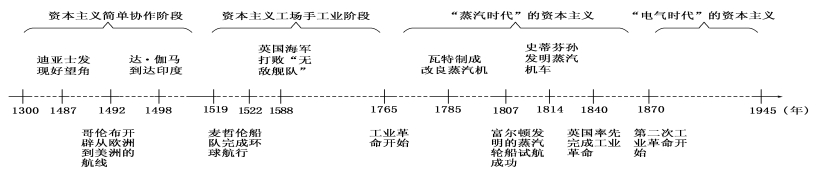 资本主义简单协作阶段
资本主义工场手工业阶段
“蒸汽时代”的资本主义
“电气时代”的资本主义
迪亚士发
现好望角
达·伽马
到达印度
英国海军
打败“无
敌舰队”
瓦特制成
改良蒸汽机
史蒂芬孙
发明蒸汽
机车
1300 1487 1492 1498 1519 1522 1588 1765 1785 1807 1814 1840 1870 1945 (年)
哥伦布开
辟从欧洲
到美洲的
航线
麦哲伦船
队完成环
球航行
工业革
命开始
富尔顿发
明的蒸汽
轮船试航
成功
英国率先
完成工业
革命
第二次工
业革命开
始